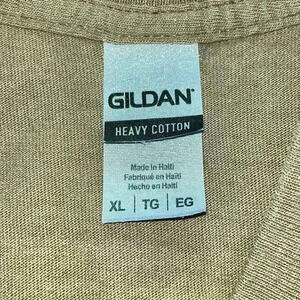 GILDAN
HEAVY COTTON
Made in Haiti
Fabriqué en Haïti
Hecho en Haití
XL | TG | EG